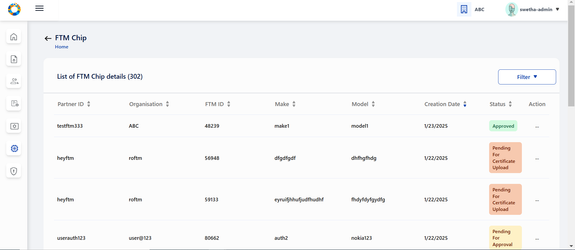 ABC
swetha-admin
FTM Chip
Home
List of FTM Chip details (302)
Filter
Partner ID Organisation FTM ID Make Model Creation Date Status Action
testftm333 ABC 48239 make1 model1 1/23/2025 Approved ...
heyftm roftm 56948 dfgdfgdf dhfhgfhdg 1/22/2025 Pending
For
Certificate
Upload
...
heyftm roftm 59133 eyruifjhhufjudfhudhf fhdyfdyfgydfg 1/22/2025 Pending
For
Certificate
Upload
...
userauth123 user@123 80662 auth2 nokia123 1/22/2025 Pending
For
Approval
...